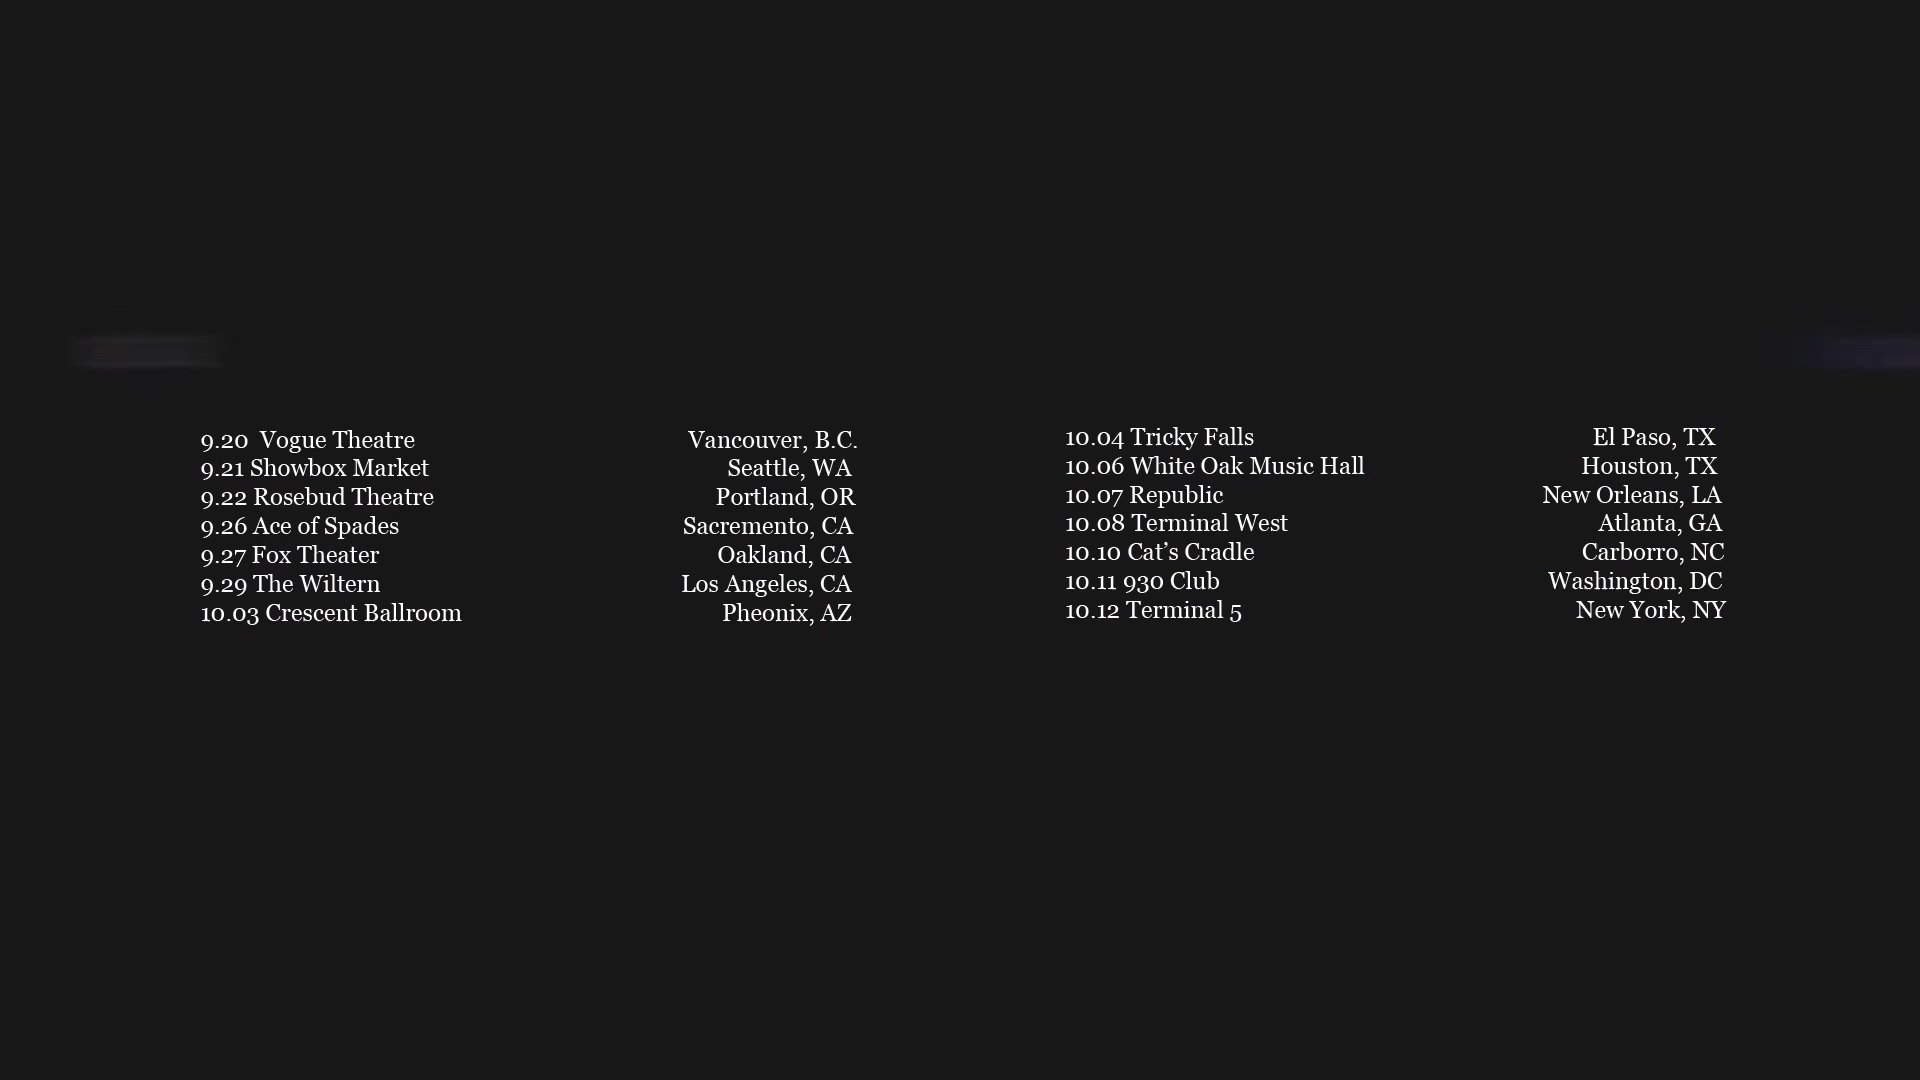 9.20  Vogue Theatre Vancouver, B.C.
9.21 Showbox Market Seattle, WA
9.22 Rosebud Theatre Portland, OR
9.26 Ace of Spades Sacremento, CA
9.27 Fox Theater Oakland, CA
9.29 The Wiltern Los Angeles, CA
10.03 Crescent Ballroom Pheonix, AZ
10.04 Tricky Falls El Paso, TX
10.06 White Oak Music Hall Houston, TX
10.07 Republic New Orleans, LA
10.08 Terminal West Atlanta, GA
10.10 Cat’s Cradle Carborro, NC
10.11 930 Club Washington, DC
10.12 Terminal 5 New York, NY